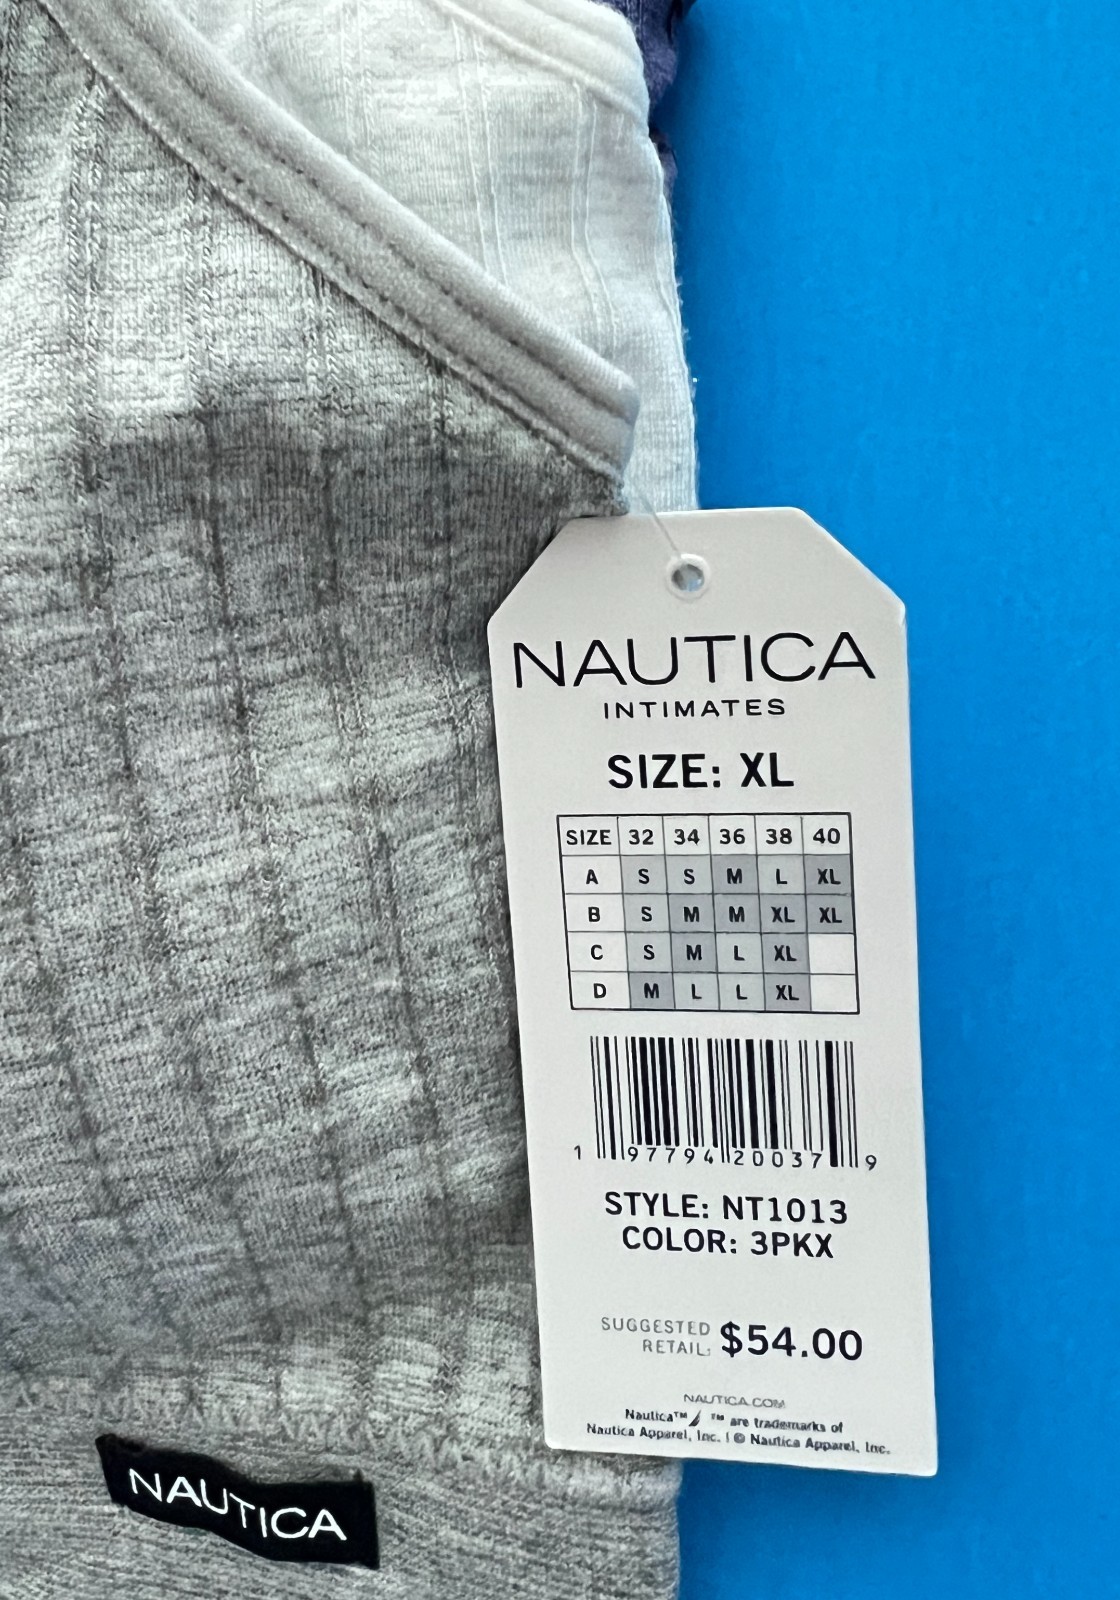 NAUTICA
INTIMATES
SIZE: XL
SIZE 32 34 36 38 40
A S S M L XL
B S M M XL XL
C S M L XL
D M L L XL
1 97794 20037 9
STYLE: NT1013
COLOR: 3PKX
SUGGESTED
RETAIL: $54.00
NAUTICA.COM
Nautica™ ™ are trademarks of
Nautica Apparel, Inc. | © Nautica Apparel, Inc.
NAUTICA